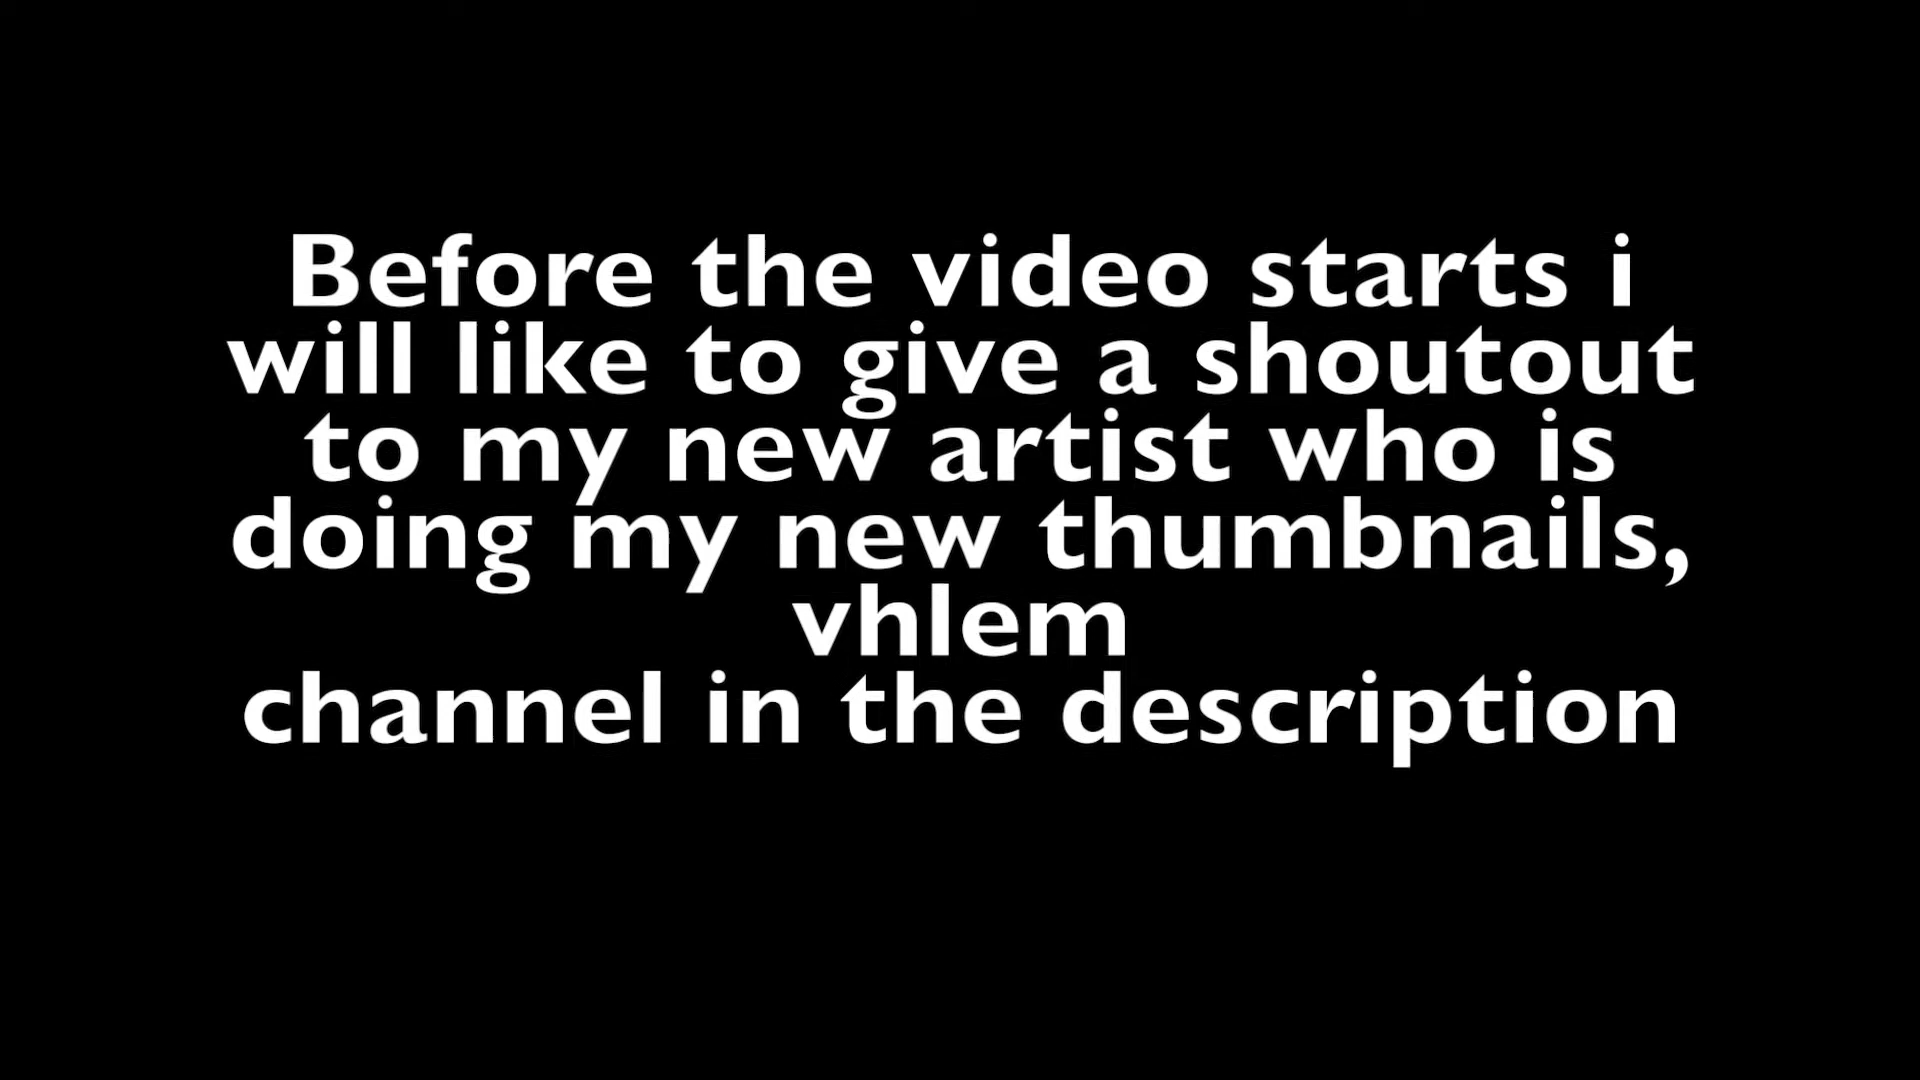 Before the video starts i
will like to give a shoutout
to my new artist who is
doing my new thumbnails,
vhlem
channel in the description